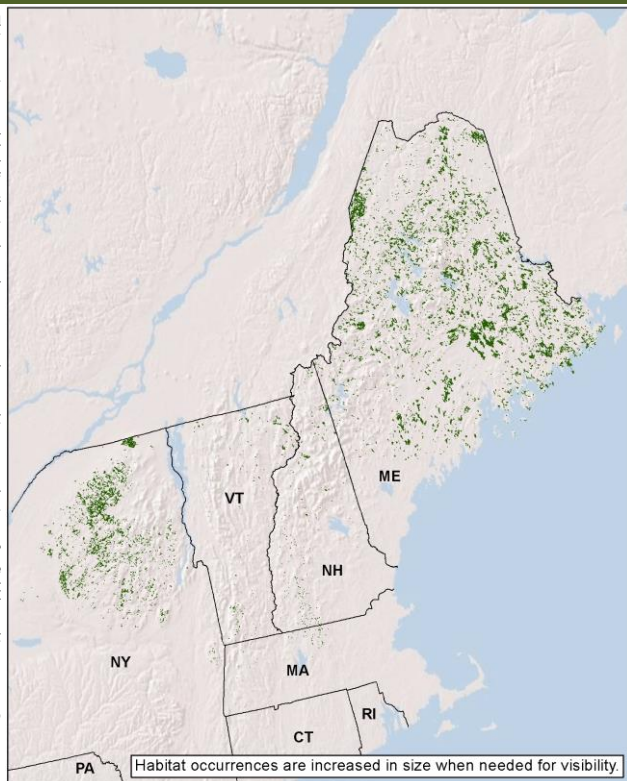 ME
VT
NH
NY
MA
RI
CT
PA
Habitat occurrences are increased in size when needed for visibility.